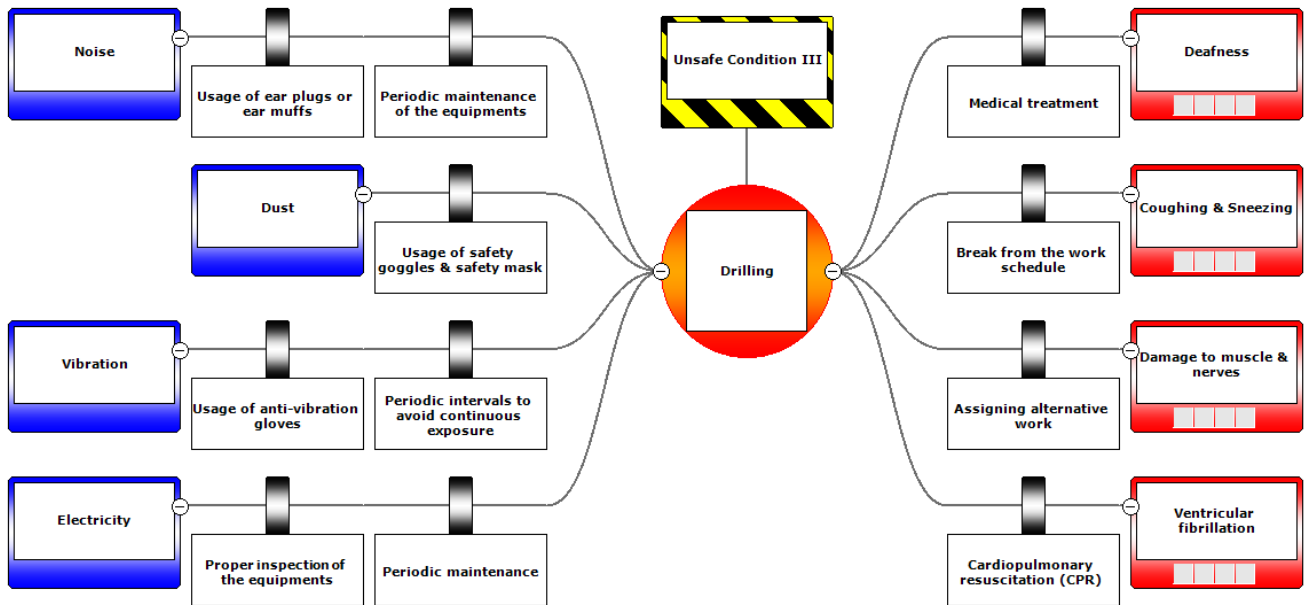 Noise
Usage of ear plugs or
ear muffs
Periodic maintenance
of the equipments
Unsafe Condition III
Medical treatment
Deafness
Dust
Usage of safety
goggles & safety mask
Drilling
Break from the work
schedule
Coughing & Sneezing
Vibration
Usage of anti-vibration
gloves
Periodic intervals to
avoid continuous
exposure
Assigning alternative
work
Damage to muscle &
nerves
Electricity
Proper inspection of
the equipments
Periodic maintenance
Cardiopulmonary
resuscitation (CPR)
Ventricular
fibrillation